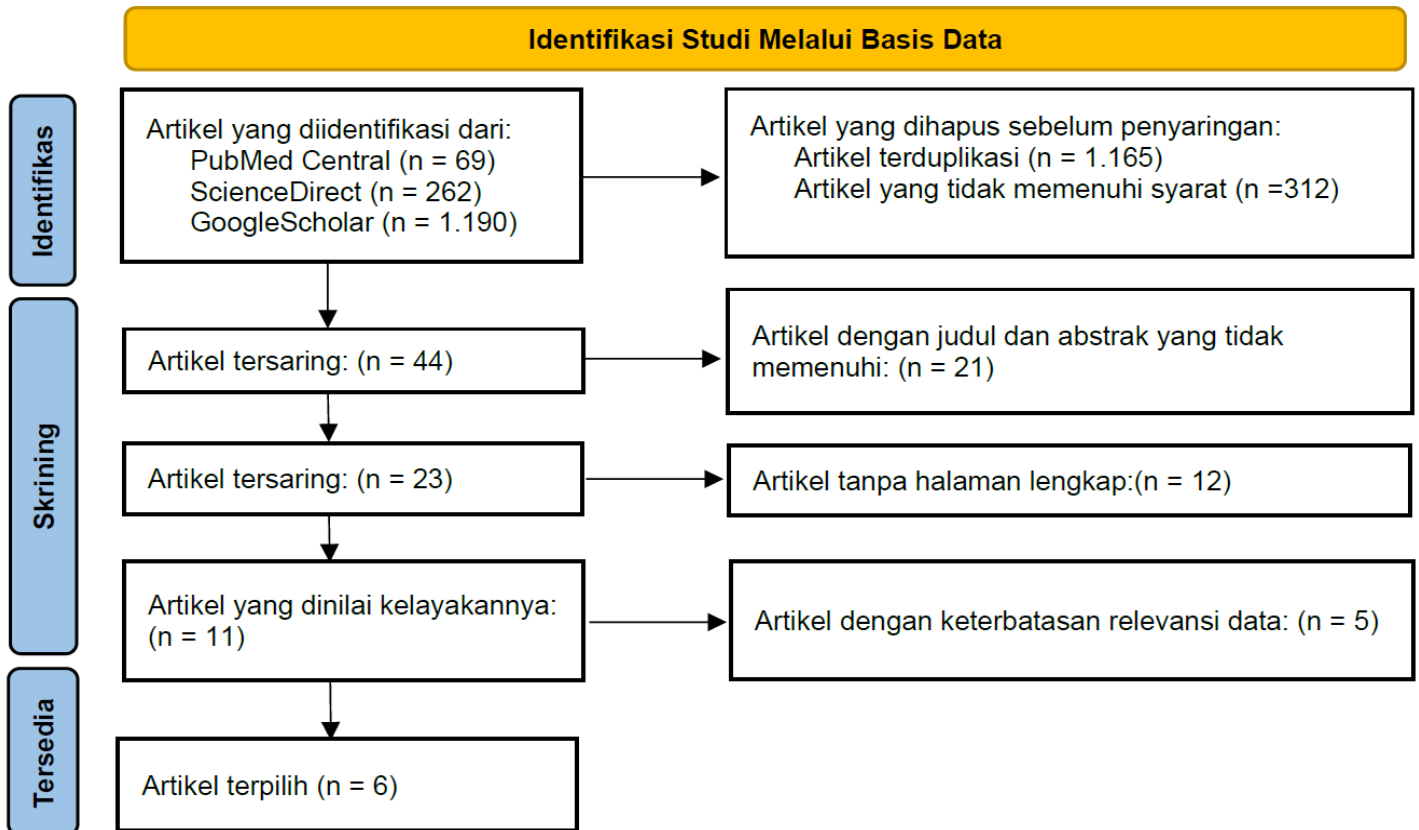 Identifikasi Studi Melalui Basis Data
Identifikas
Artikel yang diidentifikasi dari:
PubMed Central (n = 69)
ScienceDirect (n = 262)
GoogleScholar (n = 1.190)
Artikel yang dihapus sebelum penyaringan:
Artikel terduplikasi (n = 1.165)
Artikel yang tidak memenuhi syarat (n =312)
Skrining
Artikel tersaring: (n = 44)
Artikel dengan judul dan abstrak yang tidak
memenuhi: (n = 21)
Artikel tersaring: (n = 23)
Artikel tanpa halaman lengkap:(n = 12)
Artikel yang dinilai kelayakannya:
(n = 11)
Artikel dengan keterbatasan relevansi data: (n = 5)
Tersedia
Artikel terpilih (n = 6)